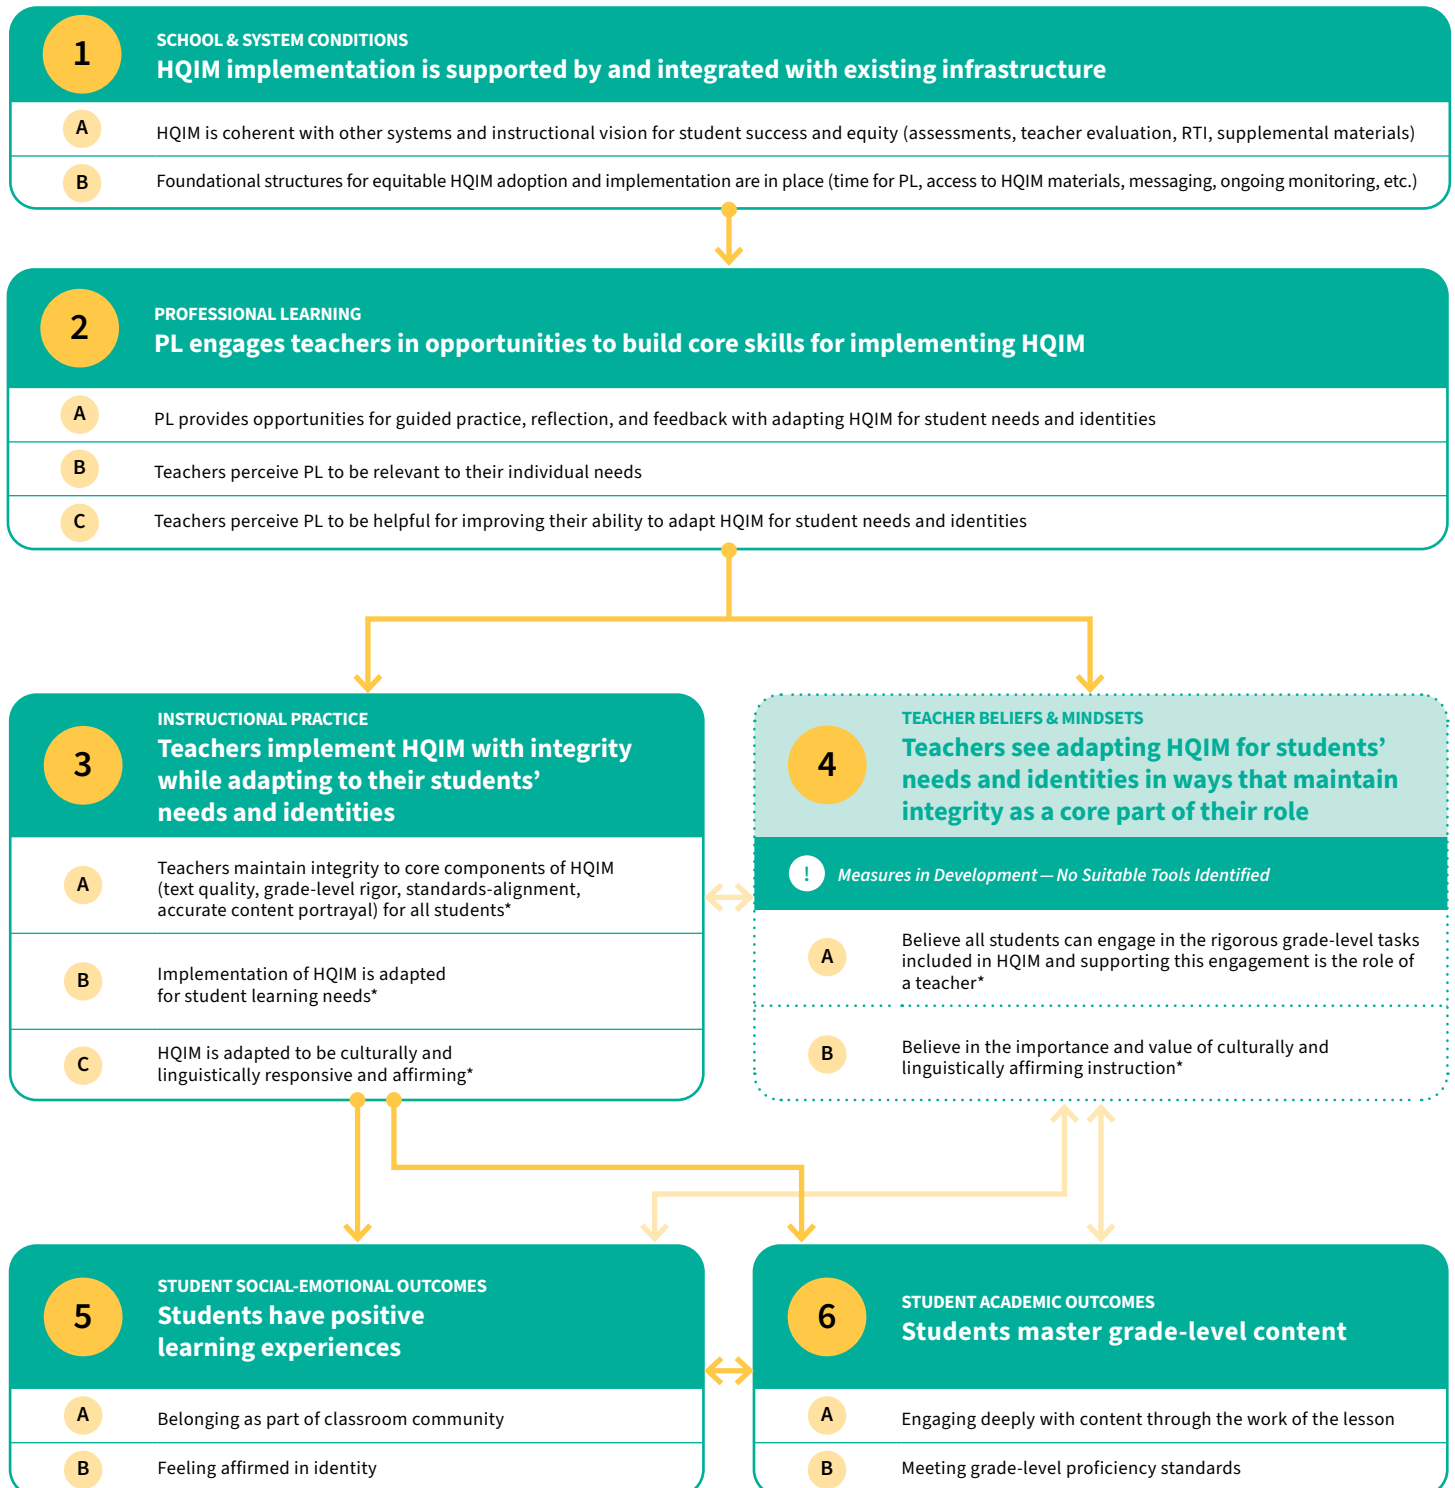 1
SCHOOL & SYSTEM CONDITIONS
HQIM implementation is supported by and integrated with existing infrastructure
A
HQIM is coherent with other systems and instructional vision for student success and equity (assessments, teacher evaluation, RTI, supplemental materials)
B
Foundational structures for equitable HQIM adoption and implementation are in place (time for PL, access to HQIM materials, messaging, ongoing monitoring, etc.)
2
PROFESSIONAL LEARNING
PL engages teachers in opportunities to build core skills for implementing HQIM
A
PL provides opportunities for guided practice, reflection, and feedback with adapting HQIM for student needs and identities
B
Teachers perceive PL to be relevant to their individual needs
C
Teachers perceive PL to be helpful for improving their ability to adapt HQIM for student needs and identities
3
INSTRUCTIONAL PRACTICE
Teachers implement HQIM with integrity
while adapting to their students’
needs and identities
A
Teachers maintain integrity to core components of HQIM
(text quality, grade-level rigor, standards-alignment,
accurate content portrayal) for all students*
B
Implementation of HQIM is adapted
for student learning needs*
C
HQIM is adapted to be culturally and
linguistically responsive and affirming*
4
TEACHER BELIEFS & MINDSETS
Teachers see adapting HQIM for students’
needs and identities in ways that maintain
integrity as a core part of their role
!
Measures in Development — No Suitable Tools Identified
A
Believe all students can engage in the rigorous grade-level tasks
included in HQIM and supporting this engagement is the role of
a teacher*
B
Believe in the importance and value of culturally and
linguistically affirming instruction*
5
STUDENT SOCIAL-EMOTIONAL OUTCOMES
Students have positive
learning experiences
A
Belonging as part of classroom community
B
Feeling affirmed in identity
6
STUDENT ACADEMIC OUTCOMES
Students master grade-level content
A
Engaging deeply with content through the work of the lesson
B
Meeting grade-level proficiency standards